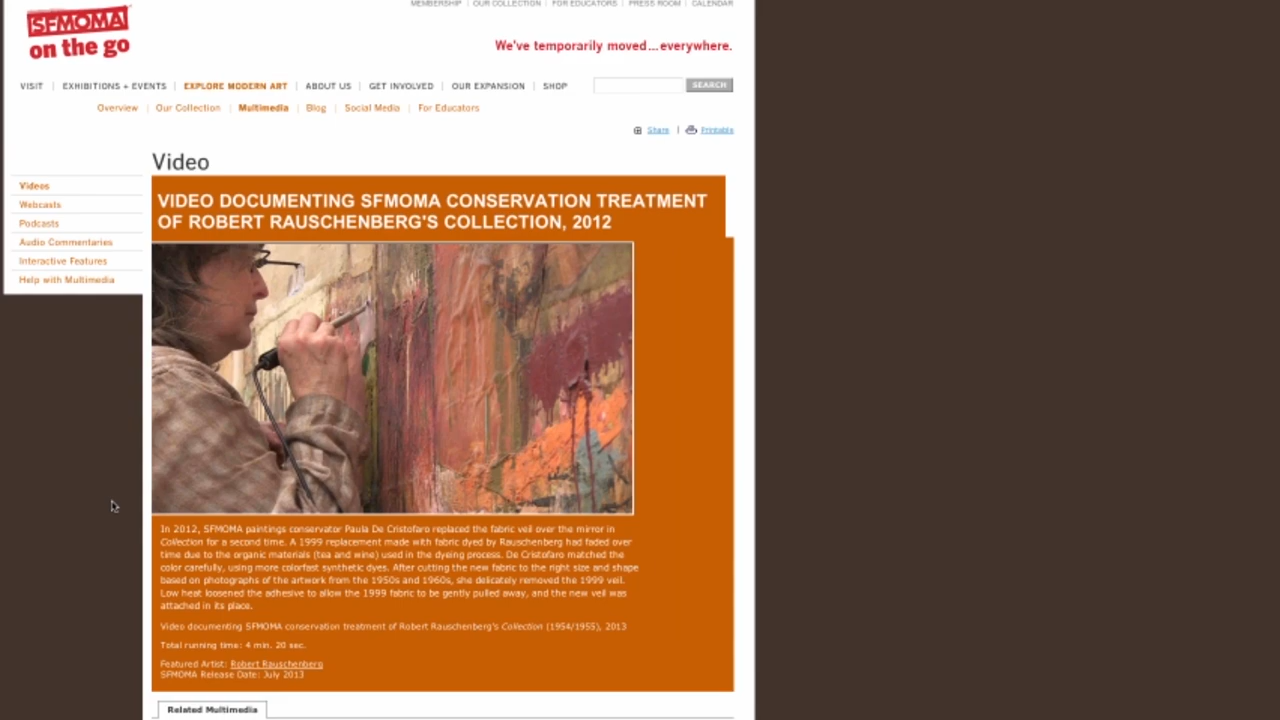 MEMBERSHIP | OUR COLLECTION | FOR EDUCATORS | PRESS ROOM | CALENDAR
SFMOMA
on the go
We've temporarily moved...everywhere.
VISIT | EXHIBITIONS + EVENTS | EXPLORE MODERN ART | ABOUT US | GET INVOLVED | OUR EXPANSION | SHOP
SEARCH
Overview | Our Collection | Multimedia | Blog | Social Media | For Educators
Share | Printable
Video
Videos
Webcasts
Podcasts
Audio Commentaries
Interactive Features
Help with Multimedia
VIDEO DOCUMENTING SFMOMA CONSERVATION TREATMENT
OF ROBERT RAUSCHENBERG'S COLLECTION, 2012
In 2012, SFMOMA paintings conservator Paula De Cristofaro replaced the fabric veil over the mirror in
Collection for a second time. A 1999 replacement made with fabric dyed by Rauschenberg had faded over
time due to the organic materials (tea and wine) used in the dyeing process. De Cristofaro matched the
color carefully, using more colorfast synthetic dyes. After cutting the new fabric to the right size and shape
based on photographs of the artwork from the 1950s and 1960s, she delicately removed the 1999 veil.
Low heat loosened the adhesive to allow the 1999 fabric to be gently pulled away, and the new veil was
attached in its place.
Video documenting SFMOMA conservation treatment of Robert Rauschenberg's Collection (1954/1955), 2013
Total running time: 4 min. 20 sec.
Featured Artist: Robert Rauschenberg
SFMOMA Release Date: July 2013
Related Multimedia